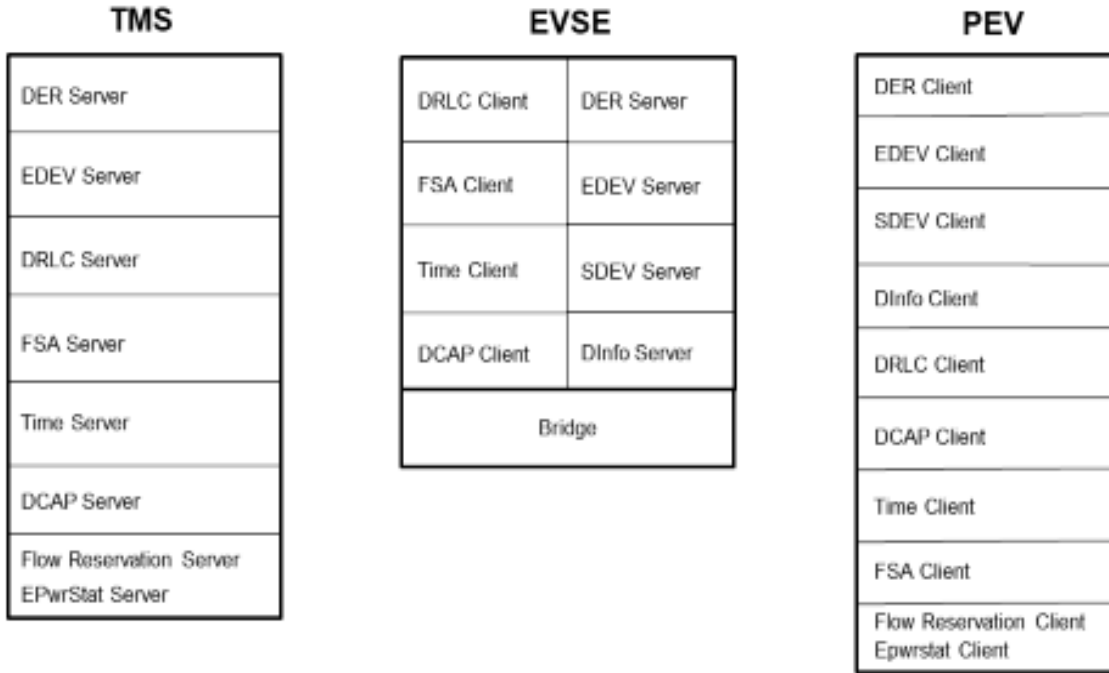 TMS
DER Server
EDEV Server
DRLC Server
FSA Server
Time Server
DCAP Server
Flow Reservation Server
EPwrStat Server
EVSE
DRLC Client
DER Server
FSA Client
EDEV Server
Time Client
SDEV Server
DCAP Client
DInfo Server
Bridge
PEV
DER Client
EDEV Client
SDEV Client
DInfo Client
DRLC Client
DCAP Client
Time Client
FSA Client
Flow Reservation Client
Epwrstat Client